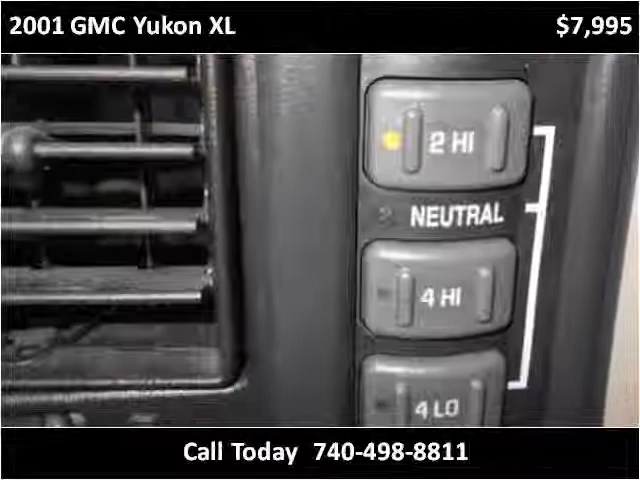 2001 GMC Yukon XL $7,995
2 HI
NEUTRAL
4 HI
4 LO
Call Today 740-498-8811